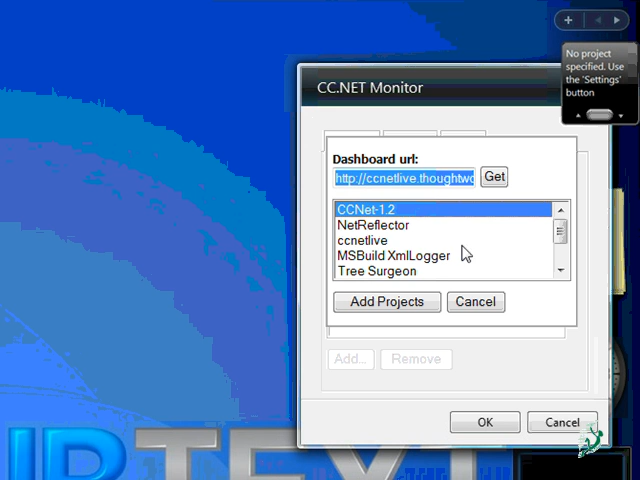 No project
specified. Use
the 'Settings'
button
CC.NET Monitor
Dashboard url:
http://ccnetlive.thoughtwo
Get
CCNet-1.2
NetReflector
ccnetlive
MSBuild XmlLogger
Tree Surgeon
Add Projects
Cancel
Add...
Remove
OK
Cancel